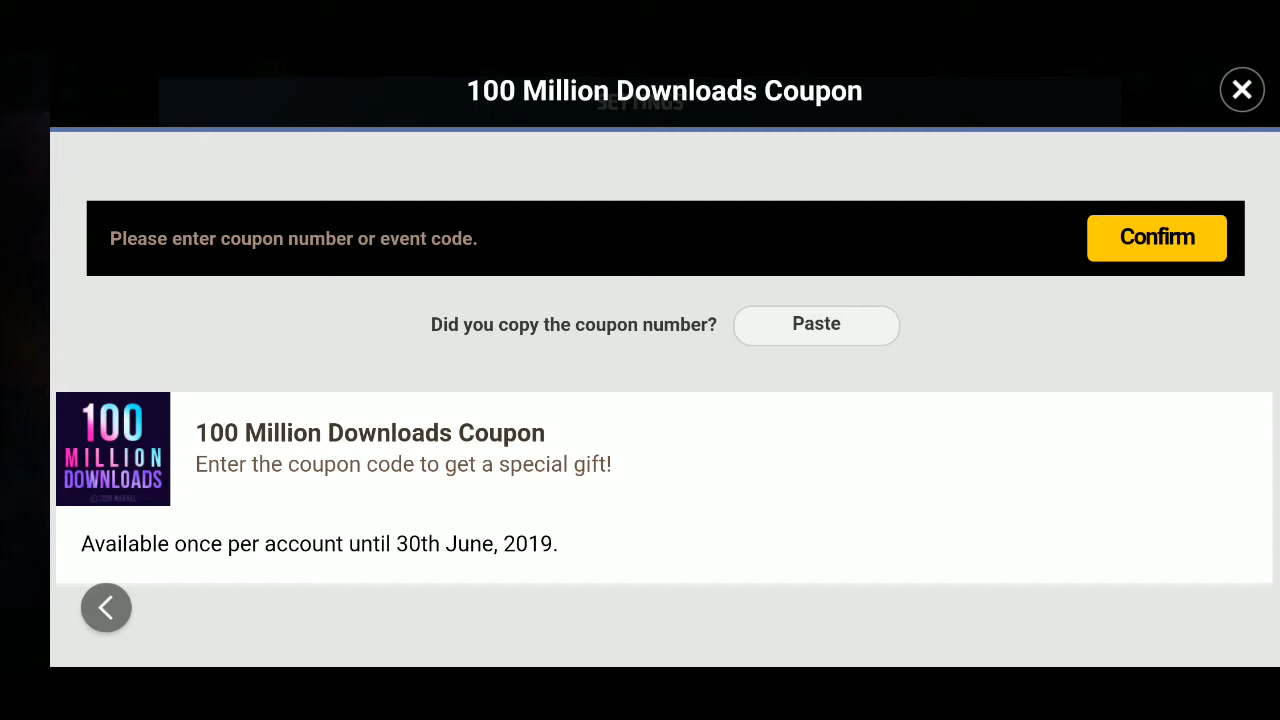 100 Million Downloads Coupon
SETTINGS
Please enter coupon number or event code.
Confirm
Did you copy the coupon number?
Paste
100
MILLION
DOWNLOADS
100 Million Downloads Coupon
Enter the coupon code to get a special gift!
Available once per account until 30th June, 2019.